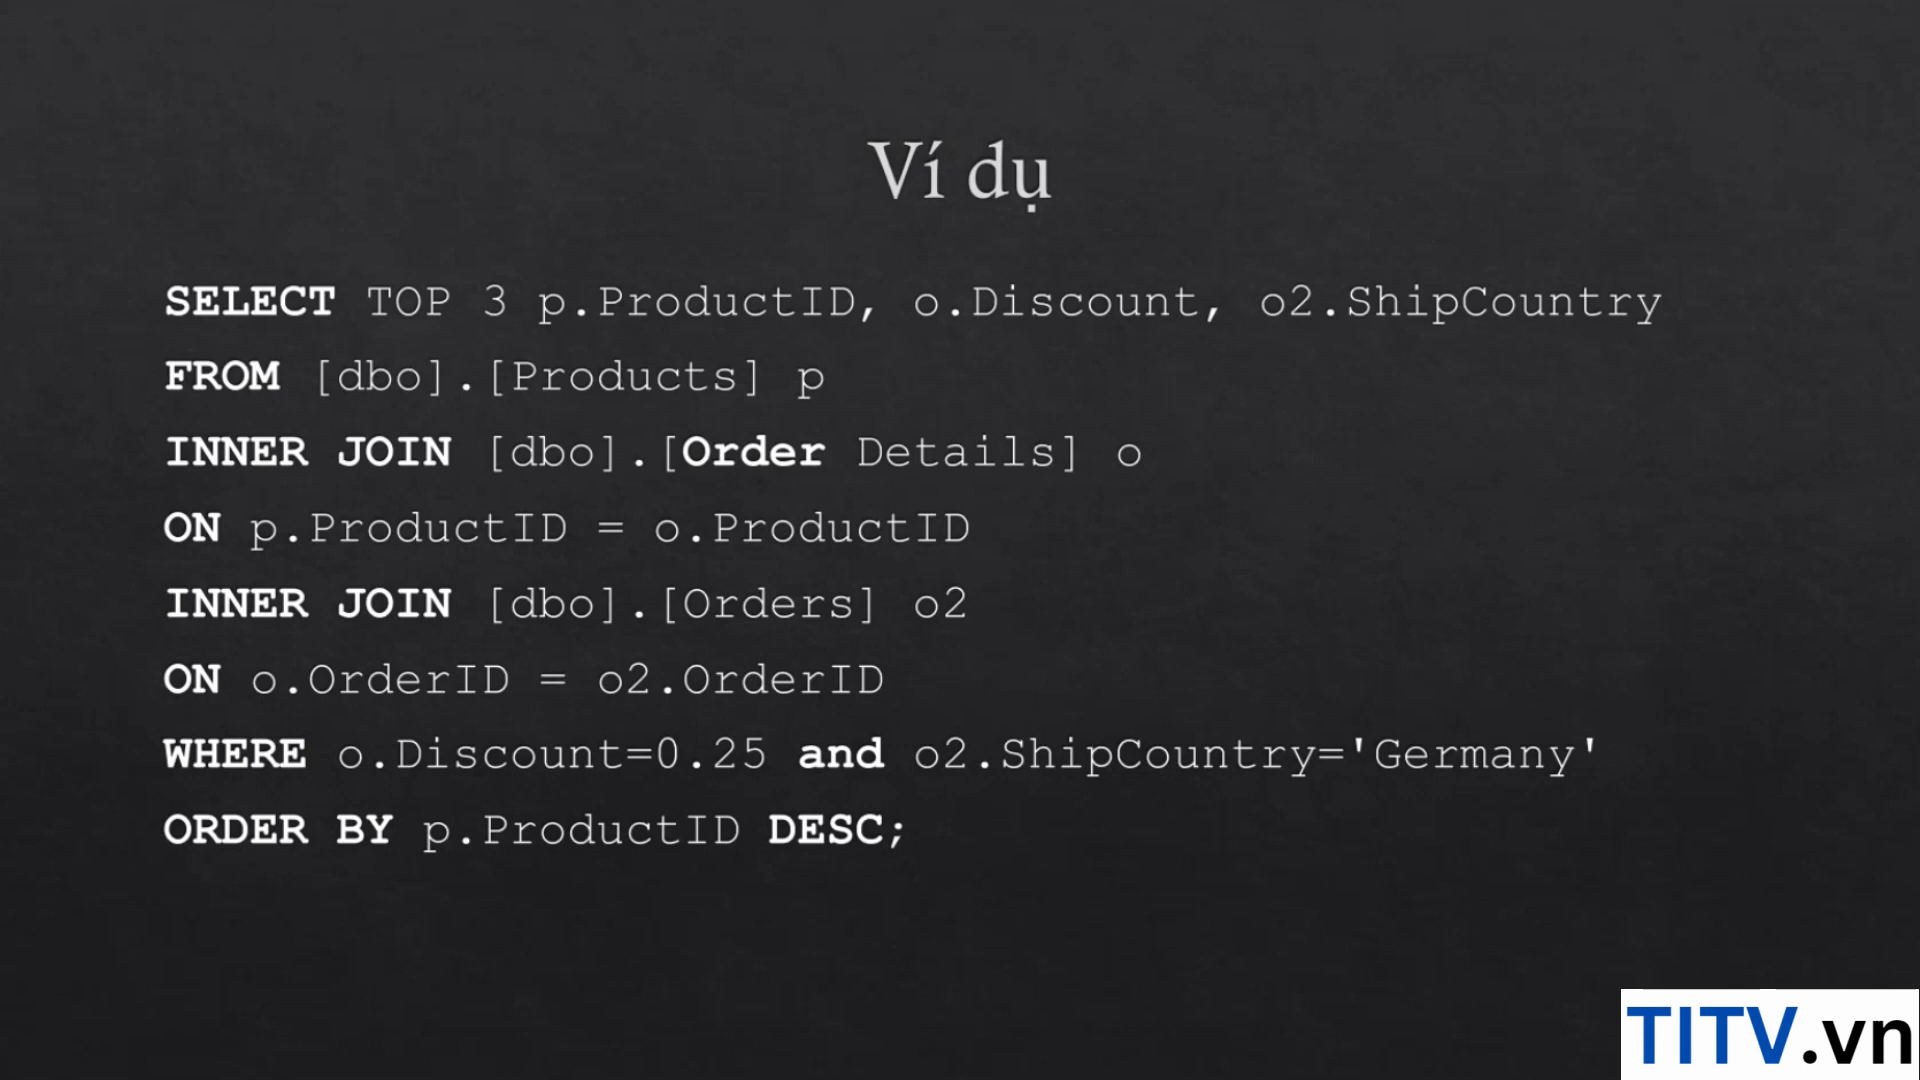 Ví dụ
SELECT TOP 3 p.ProductID, o.Discount, o2.ShipCountry
FROM [dbo].[Products] p
INNER JOIN [dbo].[Order Details] o
ON p.ProductID = o.ProductID
INNER JOIN [dbo].[Orders] o2
ON o.OrderID = o2.OrderID
WHERE o.Discount=0.25 and o2.ShipCountry='Germany'
ORDER BY p.ProductID DESC;
TITV.vn